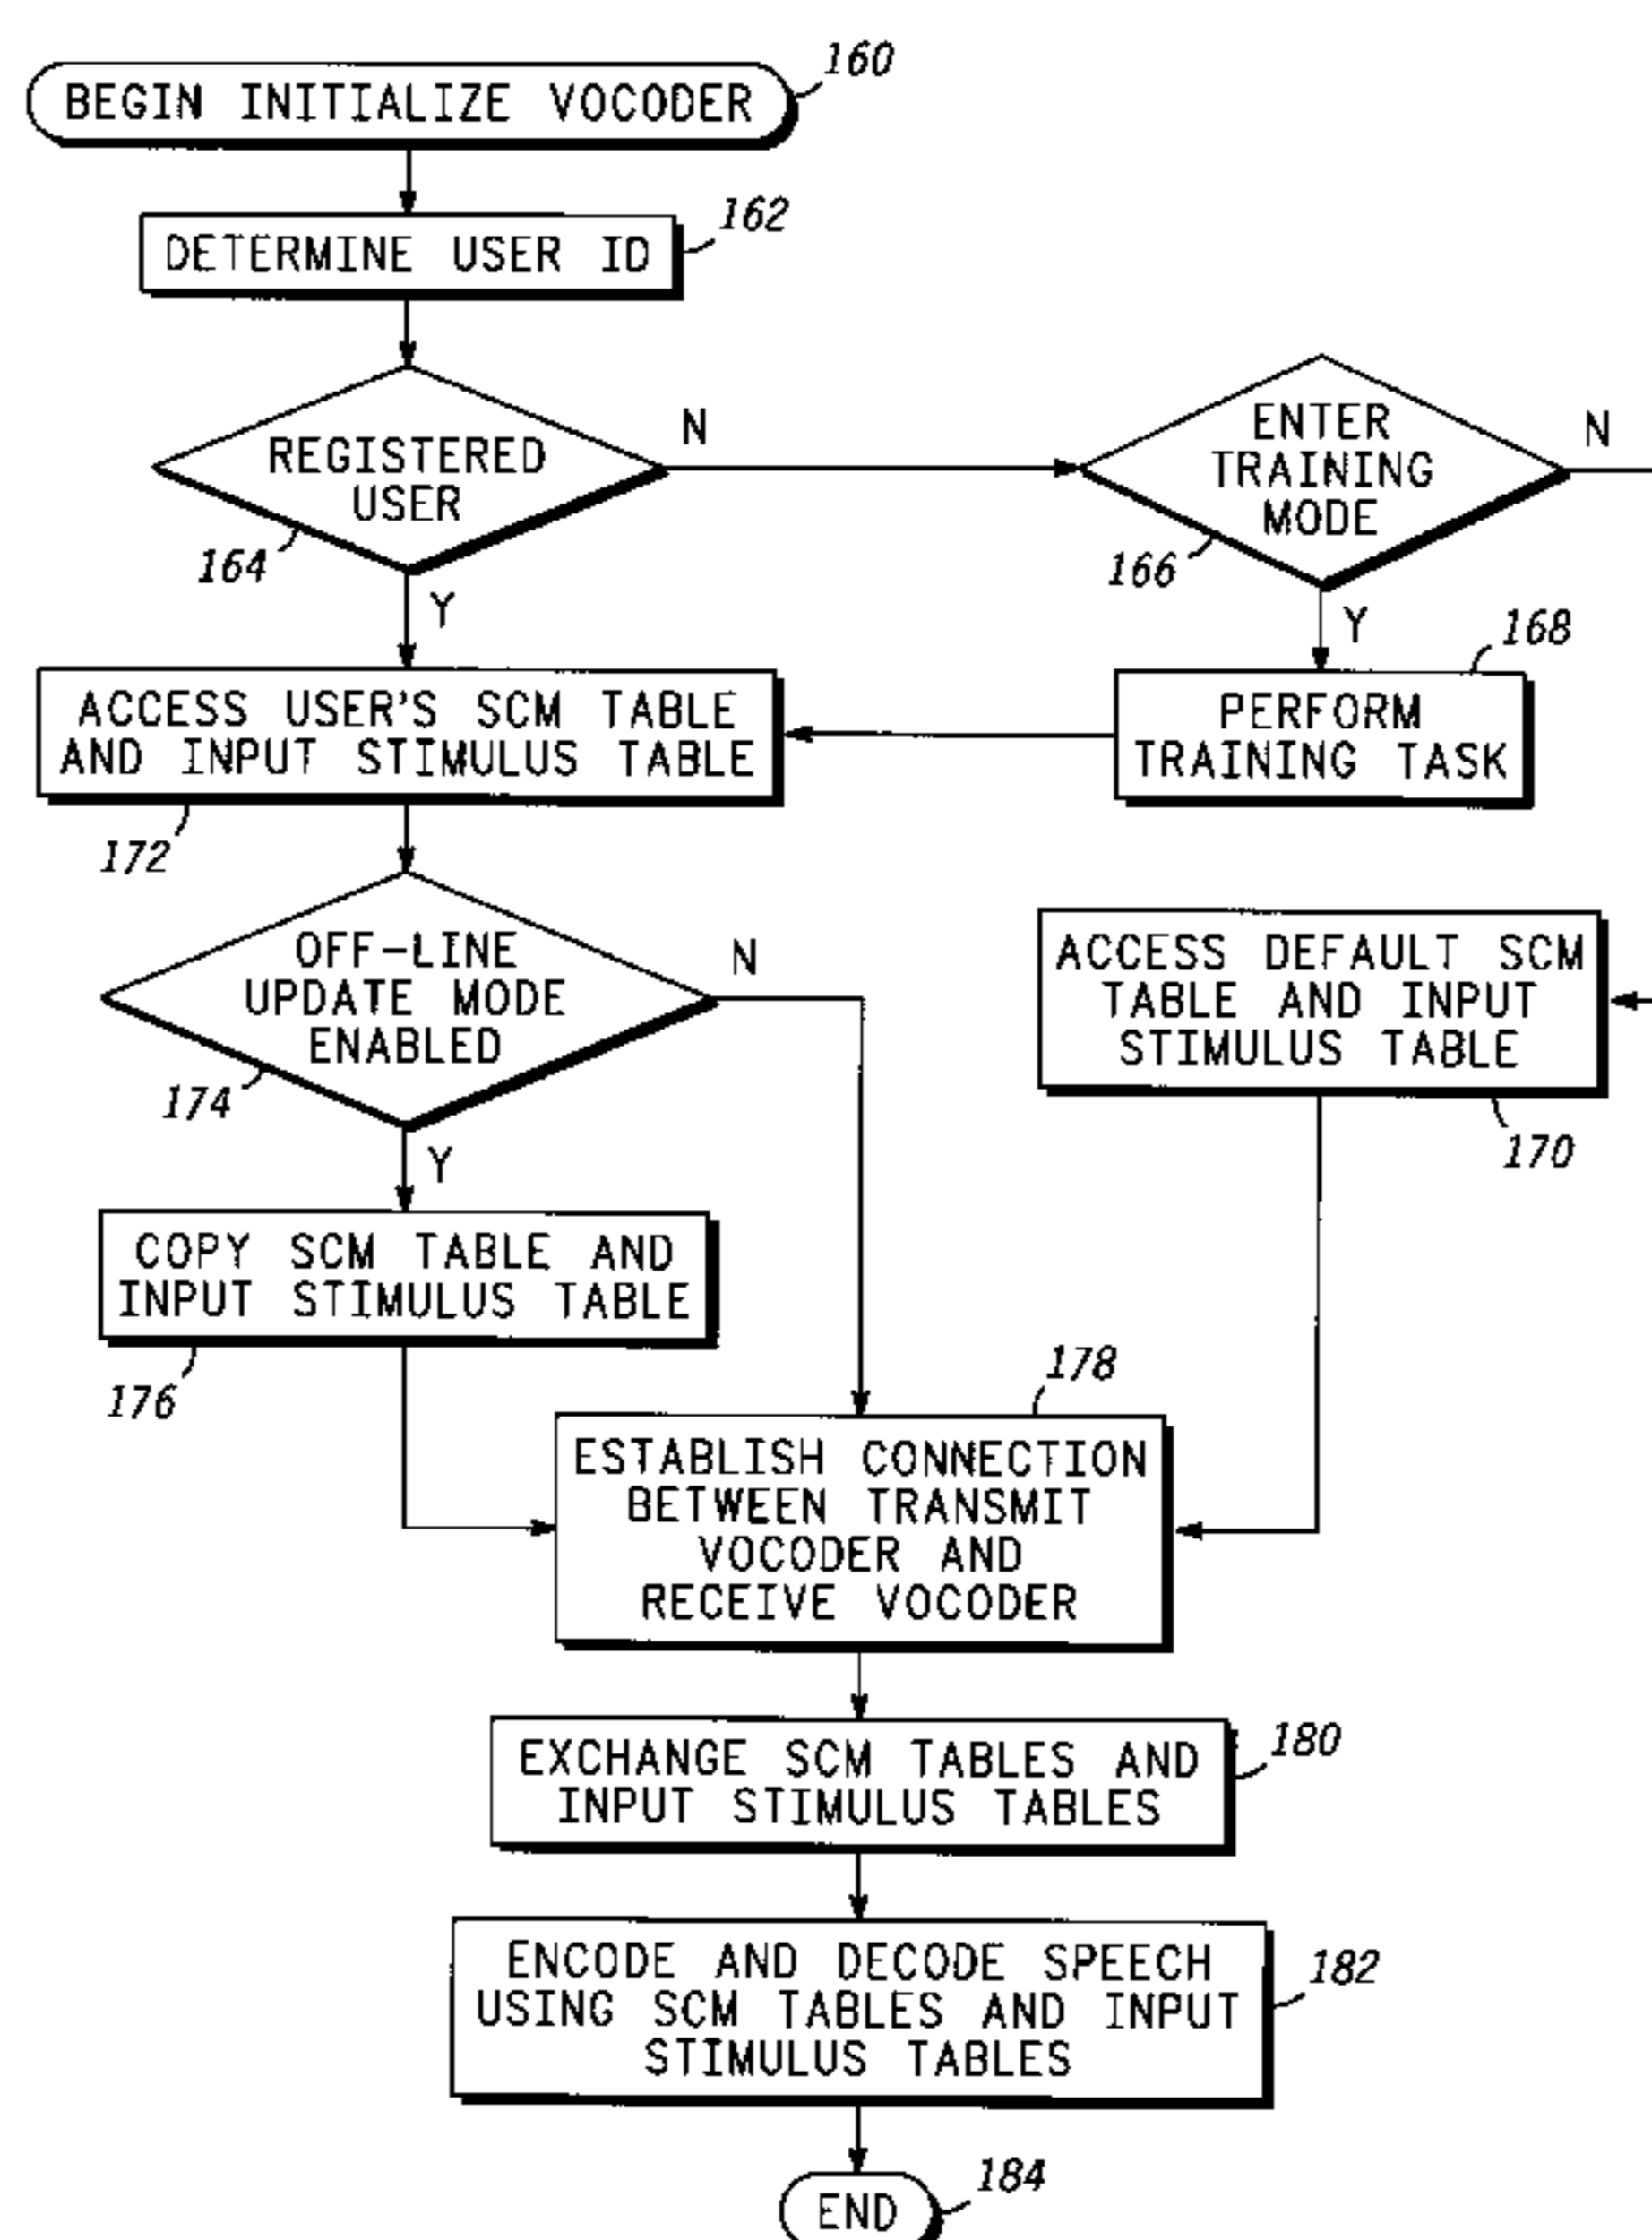 160
BEGIN INITIALIZE VOCODER
162
DETERMINE USER ID
REGISTERED
USER
164
N
Y
ENTER
TRAINING
MODE
166
N
Y
168
PERFORM
TRAINING TASK
ACCESS USER'S SCM TABLE
AND INPUT STIMULUS TABLE
172
OFF-LINE
UPDATE MODE
ENABLED
174
N
Y
ACCESS DEFAULT SCM
TABLE AND INPUT
STIMULUS TABLE
170
COPY SCM TABLE AND
INPUT STIMULUS TABLE
176
178
ESTABLISH CONNECTION
BETWEEN TRANSMIT
VOCODER AND
RECEIVE VOCODER
EXCHANGE SCM TABLES AND
INPUT STIMULUS TABLES
180
ENCODE AND DECODE SPEECH
USING SCM TABLES AND INPUT
STIMULUS TABLES
182
END
184